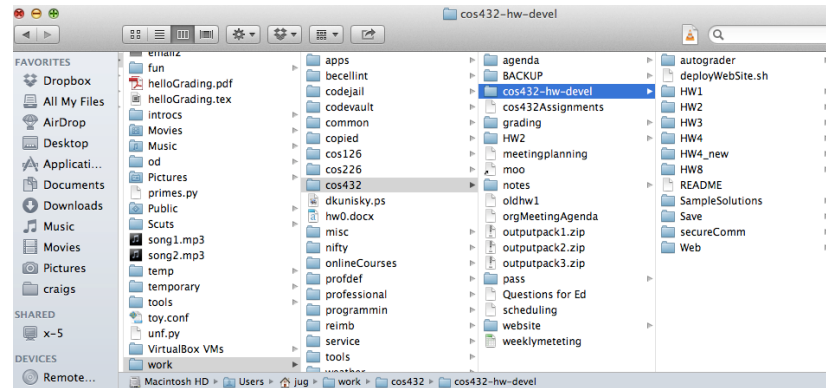 cos432-hw-devel
FAVORITES
Dropbox
All My Files
AirDrop
Desktop
Applicati...
Documents
Downloads
Music
Movies
Pictures
craigs
SHARED
x-5
DEVICES
Remote...
email2
fun
helloGrading.pdf
helloGrading.tex
introcs
Movies
Music
od
Pictures
primes.py
Public
Scuts
song1.mp3
song2.mp3
temp
temporary
tools
toy.conf
unf.py
VirtualBox VMs
work
apps
becellint
codejail
codevault
common
copied
cos126
cos226
cos432
dkunisky.ps
hw0.docx
misc
nifty
onlineCourses
profdef
professional
programmin
reimb
service
tools
weather
agenda
BACKUP
cos432-hw-devel
cos432Assignments
grading
HW2
meetingplanning
moo
notes
oldhw1
orgMeetingAgenda
outputpack1.zip
outputpack2.zip
outputpack3.zip
pass
Questions for Ed
scheduling
website
weeklymeteting
autograder
deployWebSite.sh
HW1
HW2
HW3
HW4
HW4_new
HW8
README
SampleSolutions
Save
secureComm
Web
Macintosh HD ▸ Users ▸ jug ▸ work ▸ cos432 ▸ cos432-hw-devel